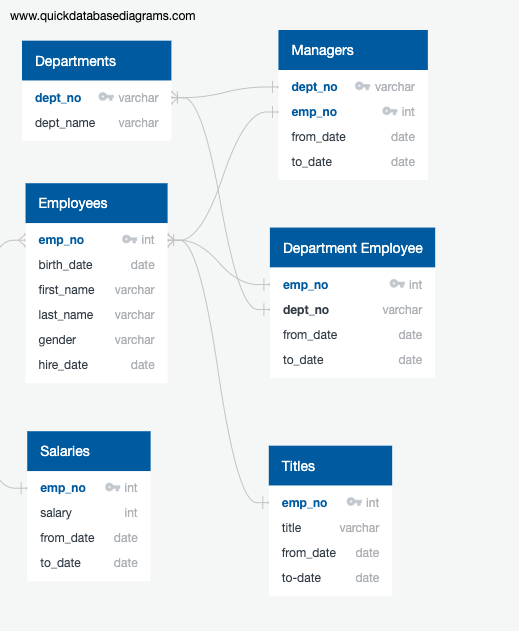 www.quickdatabasediagrams.com
Departments
dept_no varchar
dept_name varchar
Managers
dept_no varchar
emp_no int
from_date date
to_date date
Employees
emp_no int
birth_date date
first_name varchar
last_name varchar
gender varchar
hire_date date
Department Employee
emp_no int
dept_no varchar
from_date date
to_date date
Salaries
emp_no int
salary int
from_date date
to_date date
Titles
emp_no int
title varchar
from_date date
to-date date